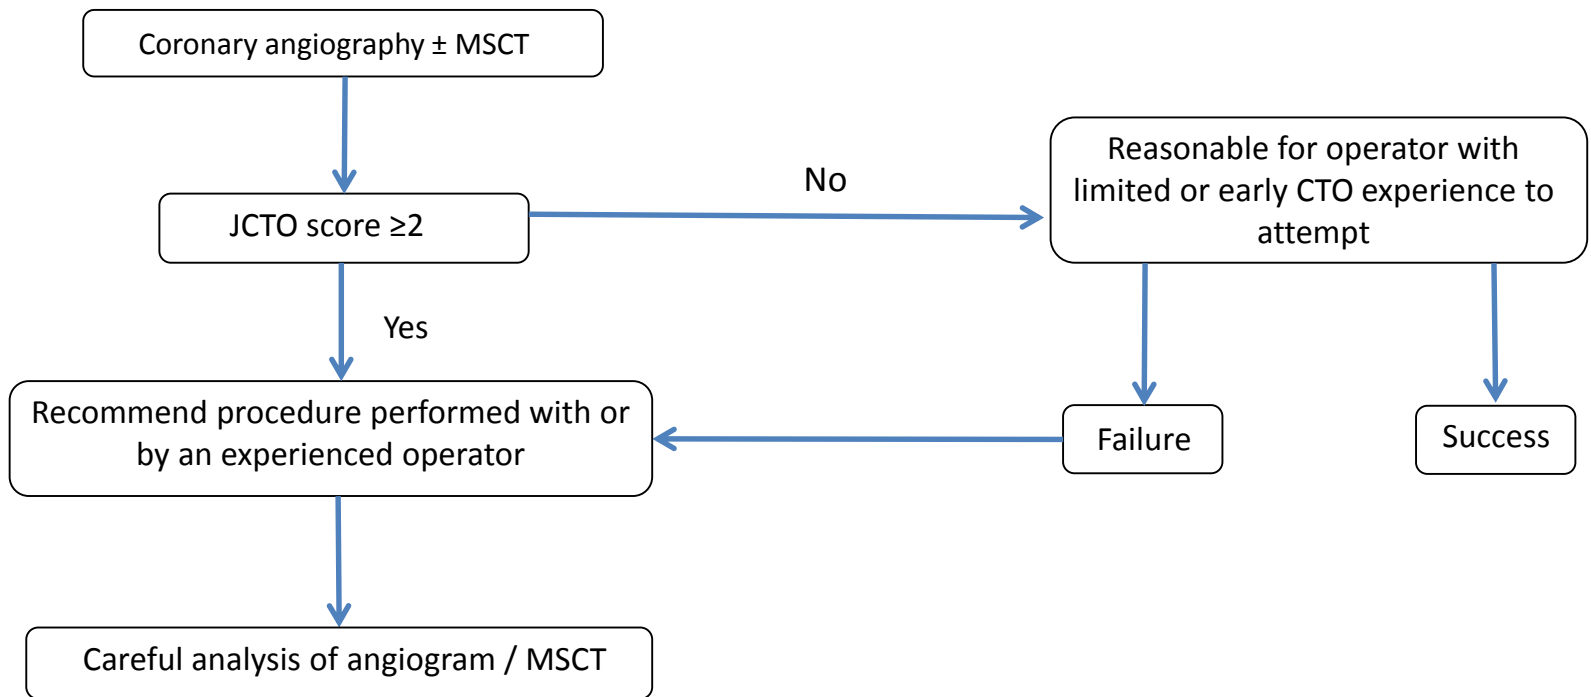 Coronary angiography ± MSCT
Reasonable for operator with
limited or early CTO experience to
attempt
No
JCTO score ≥2
Yes
Recommend procedure performed with or
by an experienced operator
Failure
Success
Careful analysis of angiogram / MSCT